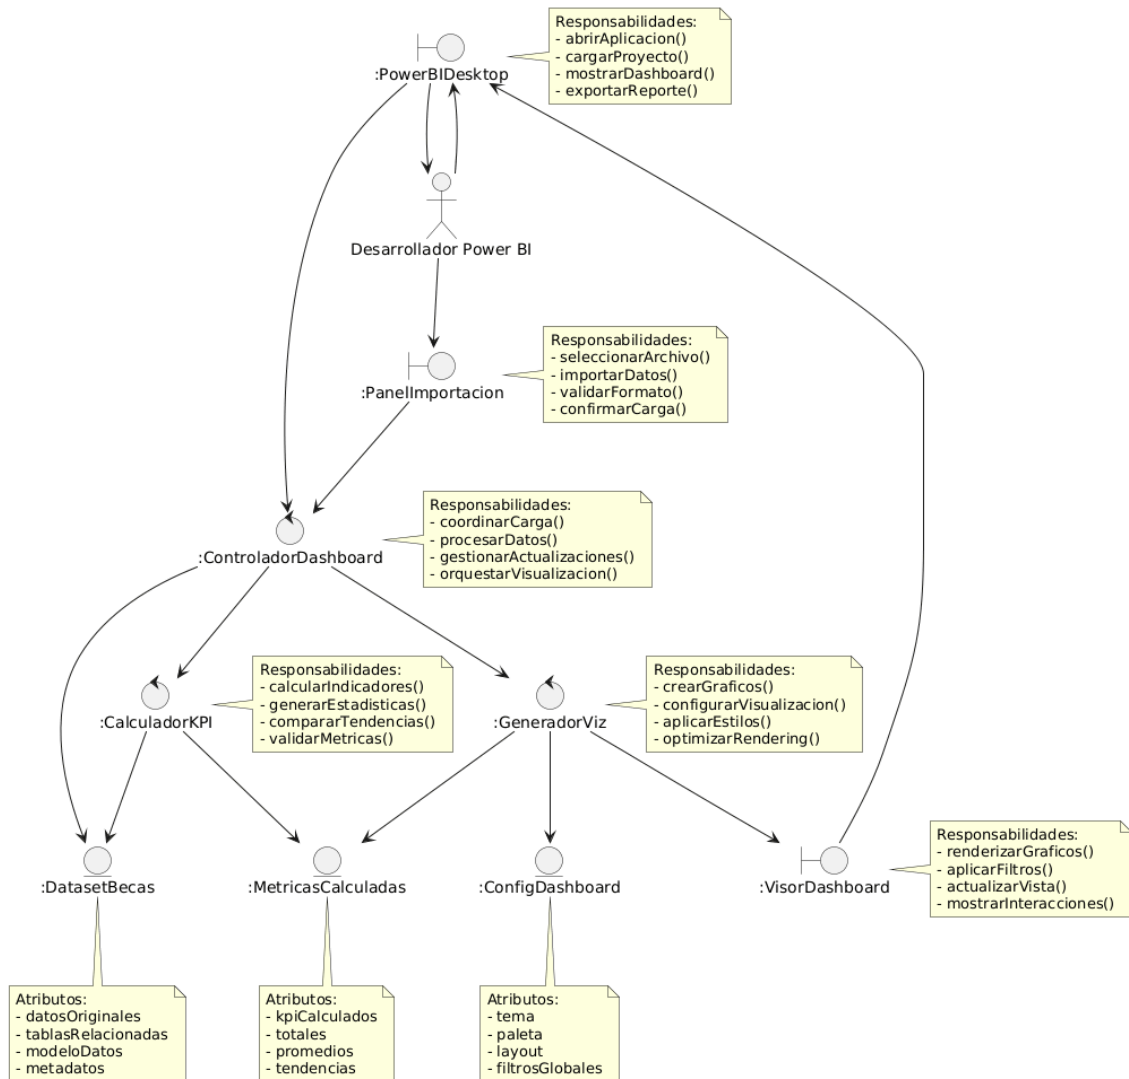 Responsabilidades:
- abrirAplicacion()
- cargarProyecto()
- mostrarDashboard()
- exportarReporte()
:PowerBIDesktop
Desarrollador Power BI
Responsabilidades:
- seleccionarArchivo()
- importarDatos()
- validarFormato()
- confirmarCarga()
:PanelImportacion
Responsabilidades:
- coordinarCarga()
- procesarDatos()
- gestionarActualizaciones()
- orquestarVisualizacion()
:ControladorDashboard
Responsabilidades:
- calcularIndicadores()
- generarEstadisticas()
- compararTendencias()
- validarMetricas()
:CalculadorKPI
Responsabilidades:
- crearGraficos()
- configurarVisualizacion()
- aplicarEstilos()
- optimizarRendering()
:GeneradorViz
:DatasetBecas
:MetricasCalculadas
:ConfigDashboard
:VisorDashboard
Responsabilidades:
- renderizarGraficos()
- aplicarFiltros()
- actualizarVista()
- mostrarInteracciones()
Atributos:
- datosOriginales
- tablasRelacionadas
- modeloDatos
- metadatos
Atributos:
- kpiCalculados
- totales
- promedios
- tendencias
Atributos:
- tema
- paleta
- layout
- filtrosGlobales